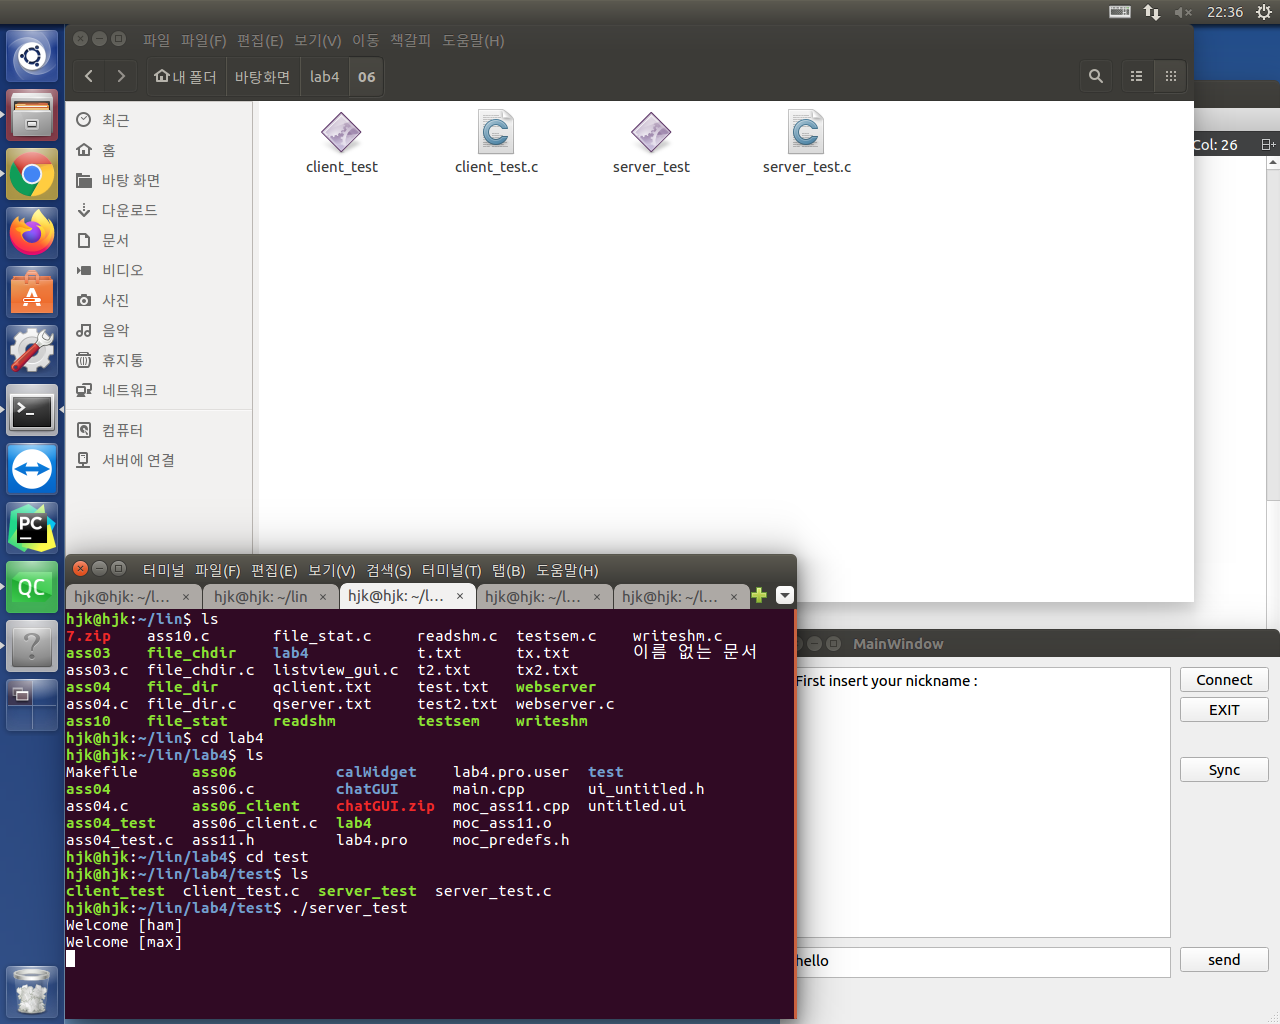 22:36
파일 파일(F) 편집(E) 보기(V) 이동 책갈피 도움말(H)
내 폴더 바탕화면 lab4 06
최근
홈
바탕 화면
다운로드
문서
비디오
사진
음악
휴지통
네트워크
컴퓨터
서버에 연결
client_test client_test.c server_test server_test.c
Col: 26
PC
QC
터미널 파일(F) 편집(E) 보기(V) 검색(S) 터미널(T) 탭(B) 도움말(H)
hjk@hjk: ~/l... × hjk@hjk: ~/lin × hjk@hjk: ~/l... × hjk@hjk: ~/l... × hjk@hjk: ~/l... ×
hjk@hjk:~/lin$ ls
7.zip ass10.c file_stat.c readshm.c testsem.c writeshm.c
ass03 file_chdir lab4 t.txt tx.txt 이름 없는 문서
ass03.c file_chdir.c listview_gui.c t2.txt tx2.txt
ass04 file_dir qclient.txt test.txt webserver
ass04.c file_dir.c qserver.txt test2.txt webserver.c
ass10 file_stat readshm testsem writeshm
hjk@hjk:~/lin$ cd lab4
hjk@hjk:~/lin/lab4$ ls
Makefile ass06 calWidget lab4.pro.user test
ass04 ass06.c chatGUI main.cpp ui_untitled.h
ass04.c ass06_client chatGUI.zip moc_ass11.cpp untitled.ui
ass04_test ass06_client.c lab4 moc_ass11.o
ass04_test.c ass11.h lab4.pro moc_predefs.h
hjk@hjk:~/lin/lab4$ cd test
hjk@hjk:~/lin/lab4/test$ ls
client_test client_test.c server_test server_test.c
hjk@hjk:~/lin/lab4/test$ ./server_test
Welcome [ham]
Welcome [max]
MainWindow
First insert your nickname :
Connect
EXIT
Sync
hello
send